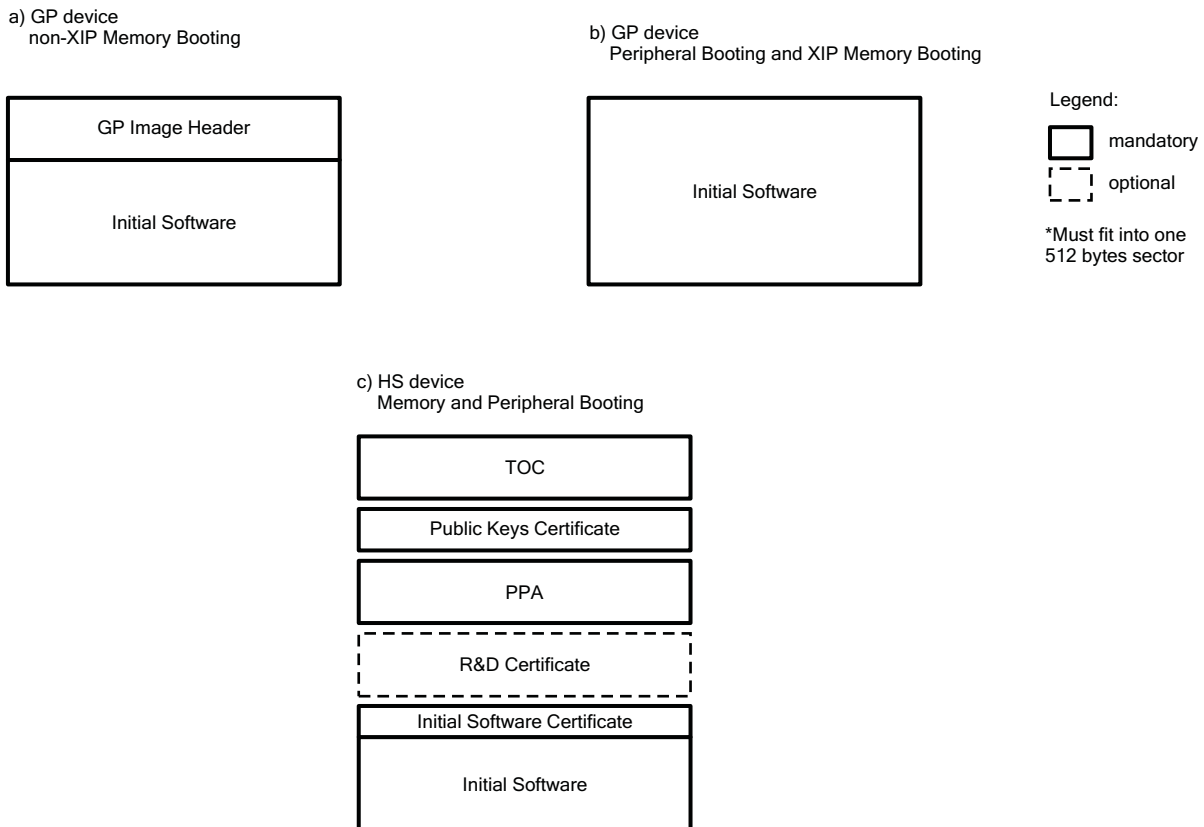 a) GP device
non-XIP Memory Booting
GP Image Header
Initial Software
b) GP device
Peripheral Booting and XIP Memory Booting
Initial Software
Legend:
mandatory
optional
*Must fit into one
512 bytes sector
c) HS device
Memory and Peripheral Booting
TOC
Public Keys Certificate
PPA
R&D Certificate
Initial Software Certificate
Initial Software